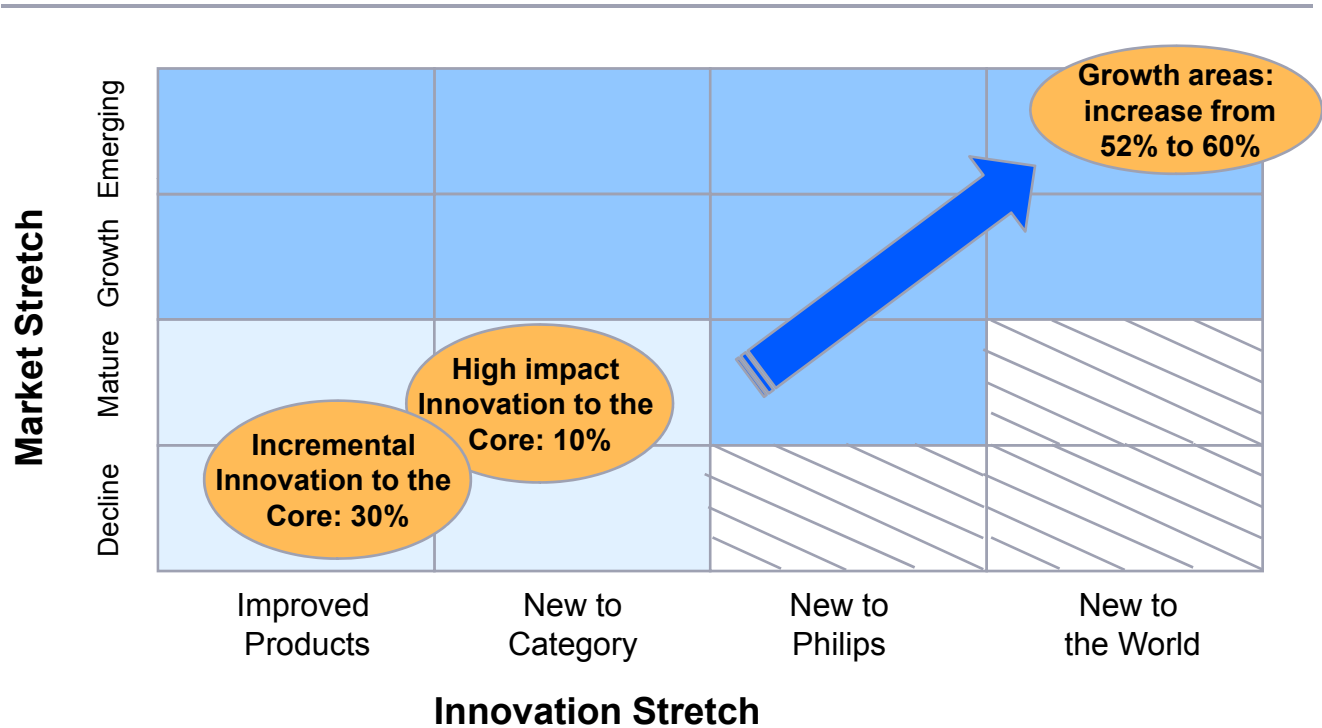 Market Stretch
Emerging
Growth
Mature
Decline
Growth areas:
increase from
52% to 60%
High impact
Innovation to the
Core: 10%
Incremental
Innovation to the
Core: 30%
Improved
Products
New to
Category
New to
Philips
New to
the World
Innovation Stretch